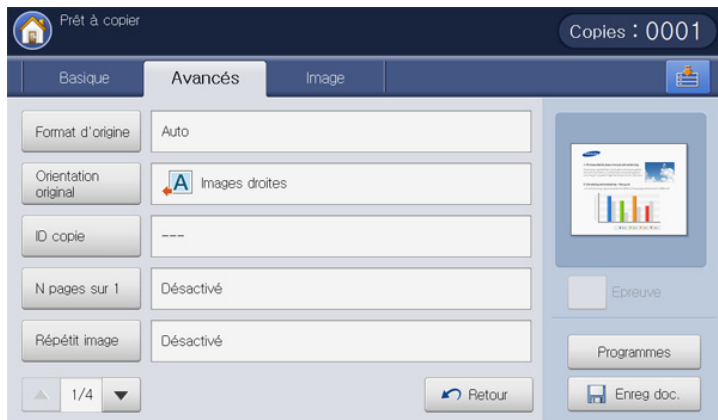 Prêt à copier
Copies : 0001
Basique
Avancés
Image
Format d'origine
Auto
Orientation
original
A
Images droites
ID copie
---
N pages sur 1
Désactivé
Epreuve
Répétit image
Désactivé
Programmes
1/4
Retour
Enreg doc.